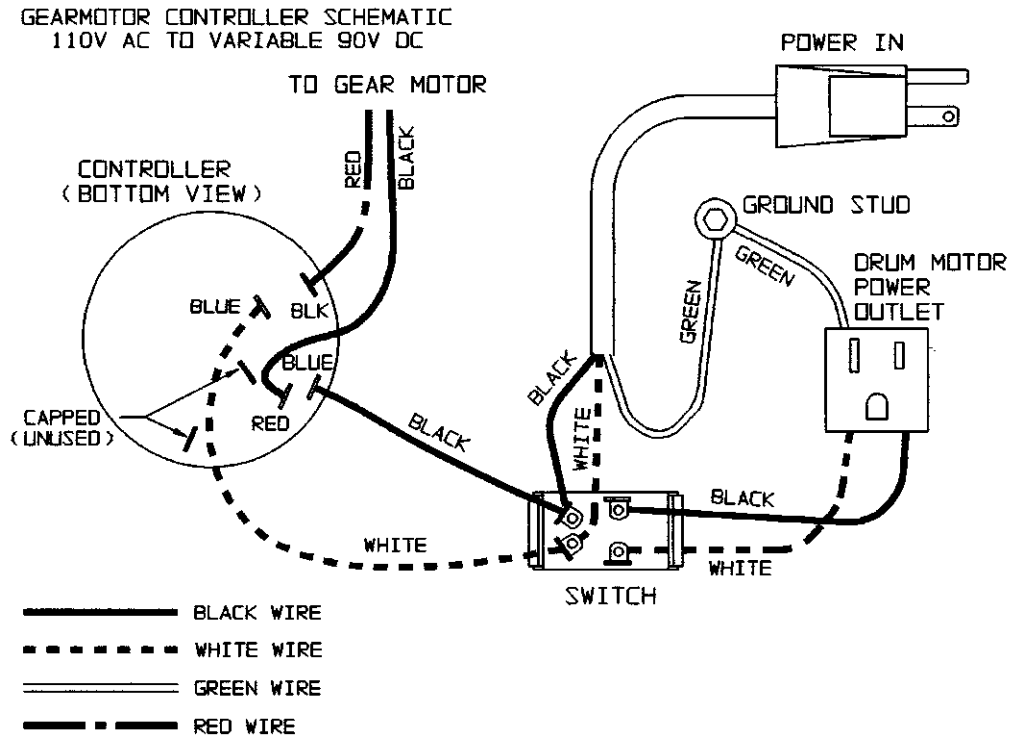 GEARMOTOR CONTROLLER SCHEMATIC
110V AC TO VARIABLE 90V DC
POWER IN
TO GEAR MOTOR
RED
BLACK
CONTROLLER
(BOTTOM VIEW)
GROUND STUD
GREEN
GREEN
DRUM MOTOR
POWER
OUTLET
BLUE
BLK
BLUE
RED
CAPPED
(UNUSED)
BLACK
BLACK
WHITE
BLACK
WHITE
WHITE
SWITCH
BLACK WIRE
WHITE WIRE
GREEN WIRE
RED WIRE